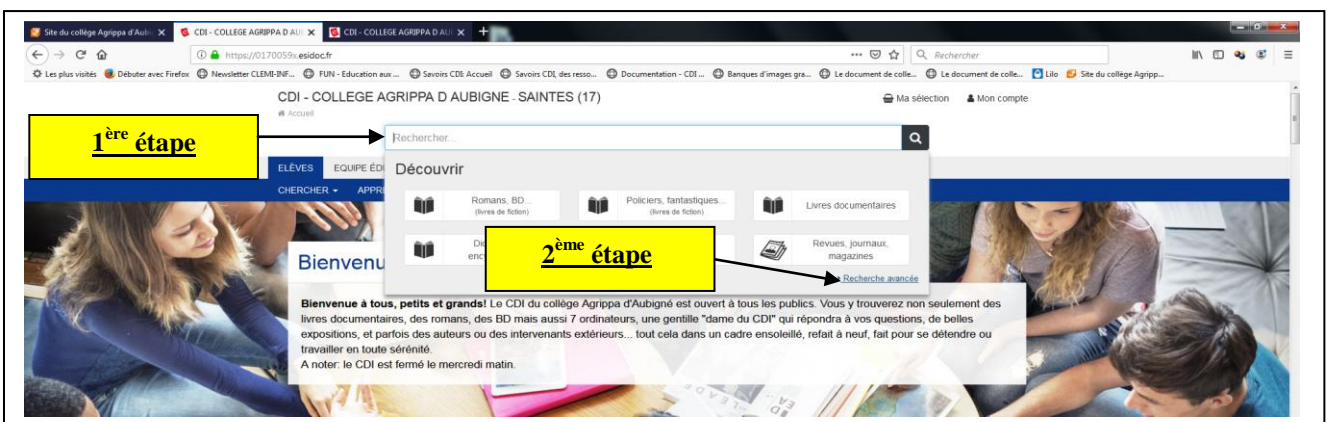 Site du collège Agrippa d'Aubi
CDI - COLLEGE AGRIPPA D AU
CDI - COLLEGE AGRIPPA D AU
https://0170059x.esidoc.fr
Rechercher
Les plus visités
Débuter avec Firefox
Newsletter CLEMI-INF...
FUN - Education aux ...
Savoirs CDI: Accueil
Savoirs CDI, des resso...
Documentation - CDI ...
Banques d'images gra...
Le document de colle...
Le document de colle...
Lilo
Site du collège Agripp...
CDI - COLLEGE AGRIPPA D AUBIGNE - SAINTES (17)
Ma sélection
Mon compte
Accueil
1ère étape
Rechercher...
ELÈVES
EQUIPE ÉD
Découvrir
CHERCHER
APPR
Romans, BD...
(livres de fiction)
Policiers, fantastiques...
(livres de fiction)
Livres documentaires
Di
ency
2ème étape
Revues, journaux,
magazines
Recherche avancée
Bienvenu
Bienvenue à tous, petits et grands! Le CDI du collège Agrippa d'Aubigné est ouvert à tous les publics. Vous y trouverez non seulement des
livres documentaires, des romans, des BD mais aussi 7 ordinateurs, une gentille "dame du CDI" qui répondra à vos questions, de belles
expositions, et parfois des auteurs ou des intervenants extérieurs... tout cela dans un cadre ensoleillé, refait à neuf, fait pour se détendre ou
travailler en toute sérénité.
A noter: le CDI est fermé le mercredi matin.